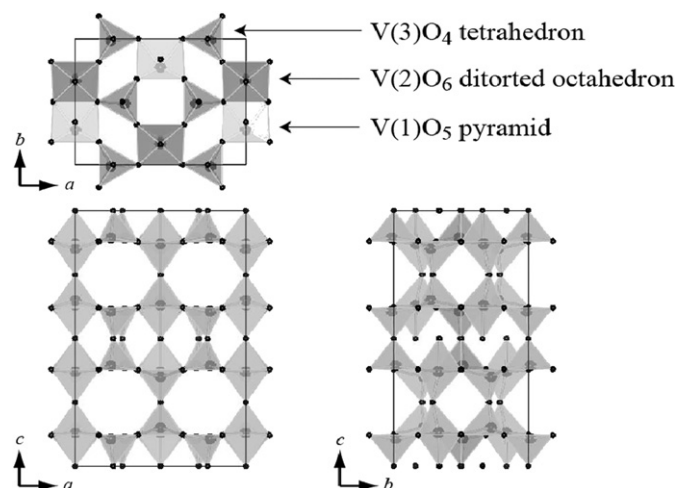 V(3)O₄ tetrahedron
V(2)O₆ ditorted octahedron
V(1)O₅ pyramid
b
a
c
a
c
b